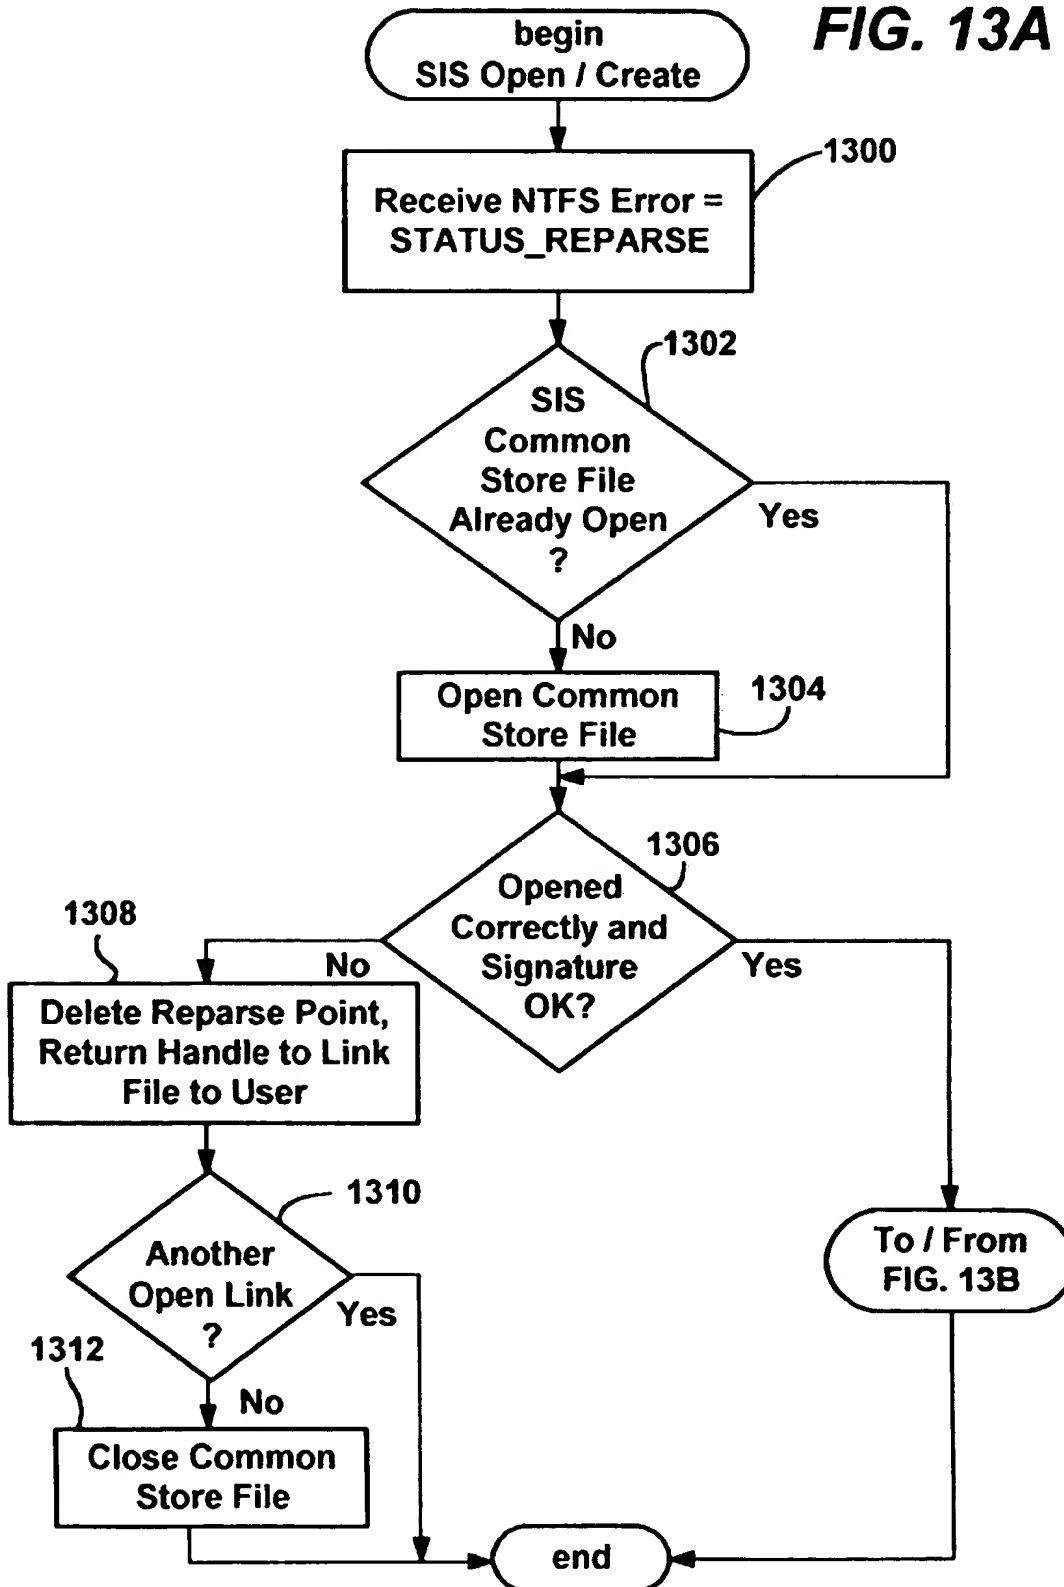 FIG. 13A
begin
SIS Open / Create
1300
Receive NTFS Error =
STATUS_REPARSE
1302
SIS
Common
Store File
Already Open
?
Yes
No
Open Common
Store File
1304
1306
Opened
Correctly and
Signature
OK?
No
Yes
1308
Delete Reparse Point,
Return Handle to Link
File to User
1310
Another
Open Link
?
Yes
No
To / From
FIG. 13B
1312
Close Common
Store File
end